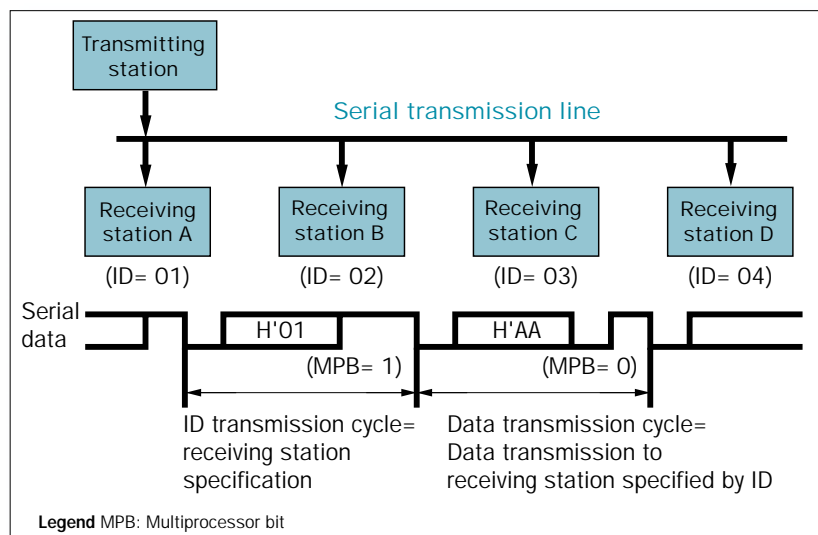 Transmitting
station
Serial transmission line
Receiving
station A
Receiving
station B
Receiving
station C
Receiving
station D
(ID= 01)
(ID= 02)
(ID= 03)
(ID= 04)
Serial
data
H'01
H'AA
(MPB= 1)
(MPB= 0)
ID transmission cycle=
receiving station
specification
Data transmission cycle=
Data transmission to
receiving station specified by ID
Legend MPB: Multiprocessor bit